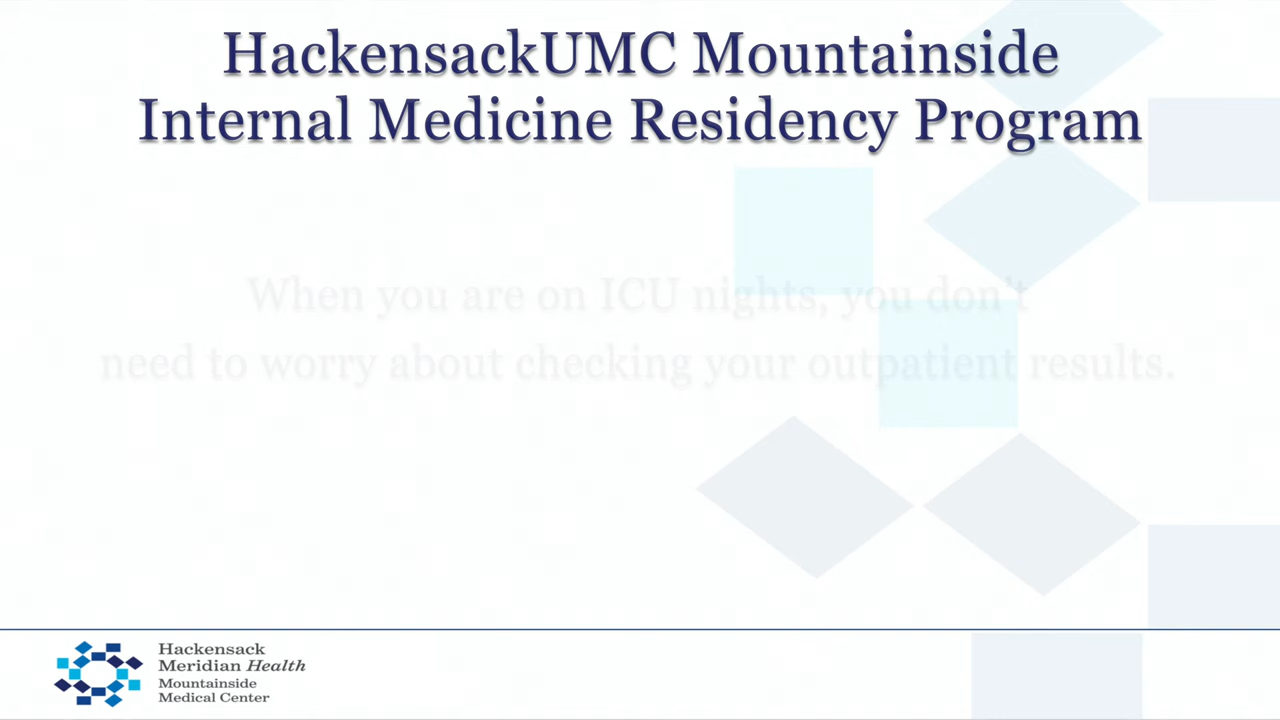 HackensackUMC Mountainside
Internal Medicine Residency Program
When you are on ICU nights, you don't
need to worry about checking your outpatient results.
Hackensack
Meridian Health
Mountainside
Medical Center